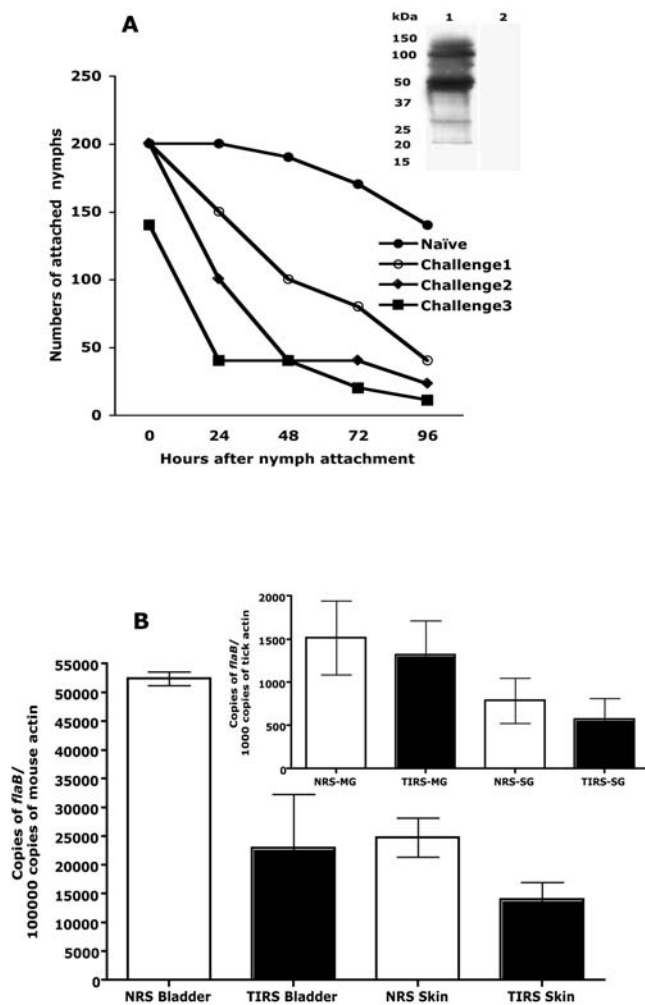 A
kDa 1 2
150
100
50
37
25
20
15
250
200
150
100
50
0
Numbers of attached nymphs
Naïve
Challenge1
Challenge2
Challenge3
0 24 48 72 96
Hours after nymph attachment
B
2000
1500
1000
500
0
Copies of flaB/
1000 copies of tick actin
NRS-MG TIRS-MG NRS-SG TIRS-SG
55000
50000
45000
40000
35000
30000
25000
20000
15000
10000
5000
0
Copies of flaB/
100000 copies of mouse actin
NRS Bladder TIRS Bladder NRS Skin TIRS Skin